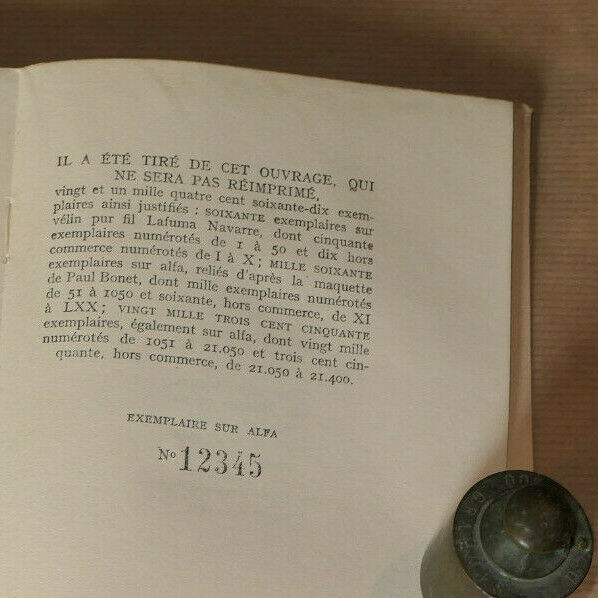 IL A ÉTÉ TIRÉ DE CET OUVRAGE, QUI
NE SERA PAS RÉIMPRIMÉ,
vingt et un mille quatre cent soixante-dix exem-
plaires ainsi justifiés : SOIXANTE exemplaires sur
vélin pur fil Lafuma Navarre, dont cinquante
exemplaires numérotés de 1 à 50 et dix hors
commerce numérotés de I à X; MILLE SOIXANTE
exemplaires sur alfa, reliés d'après la maquette
de Paul Bonet, dont mille exemplaires numérotés
de 51 à 1050 et soixante, hors commerce, de XI
à LXX; VINGT MILLE TROIS CENT CINQUANTE
exemplaires, également sur alfa, dont vingt mille
numérotés de 1051 à 21.050 et trois cent cin-
quante, hors commerce, de 21.050 à 21.400.
EXEMPLAIRE SUR ALFA
No 12345